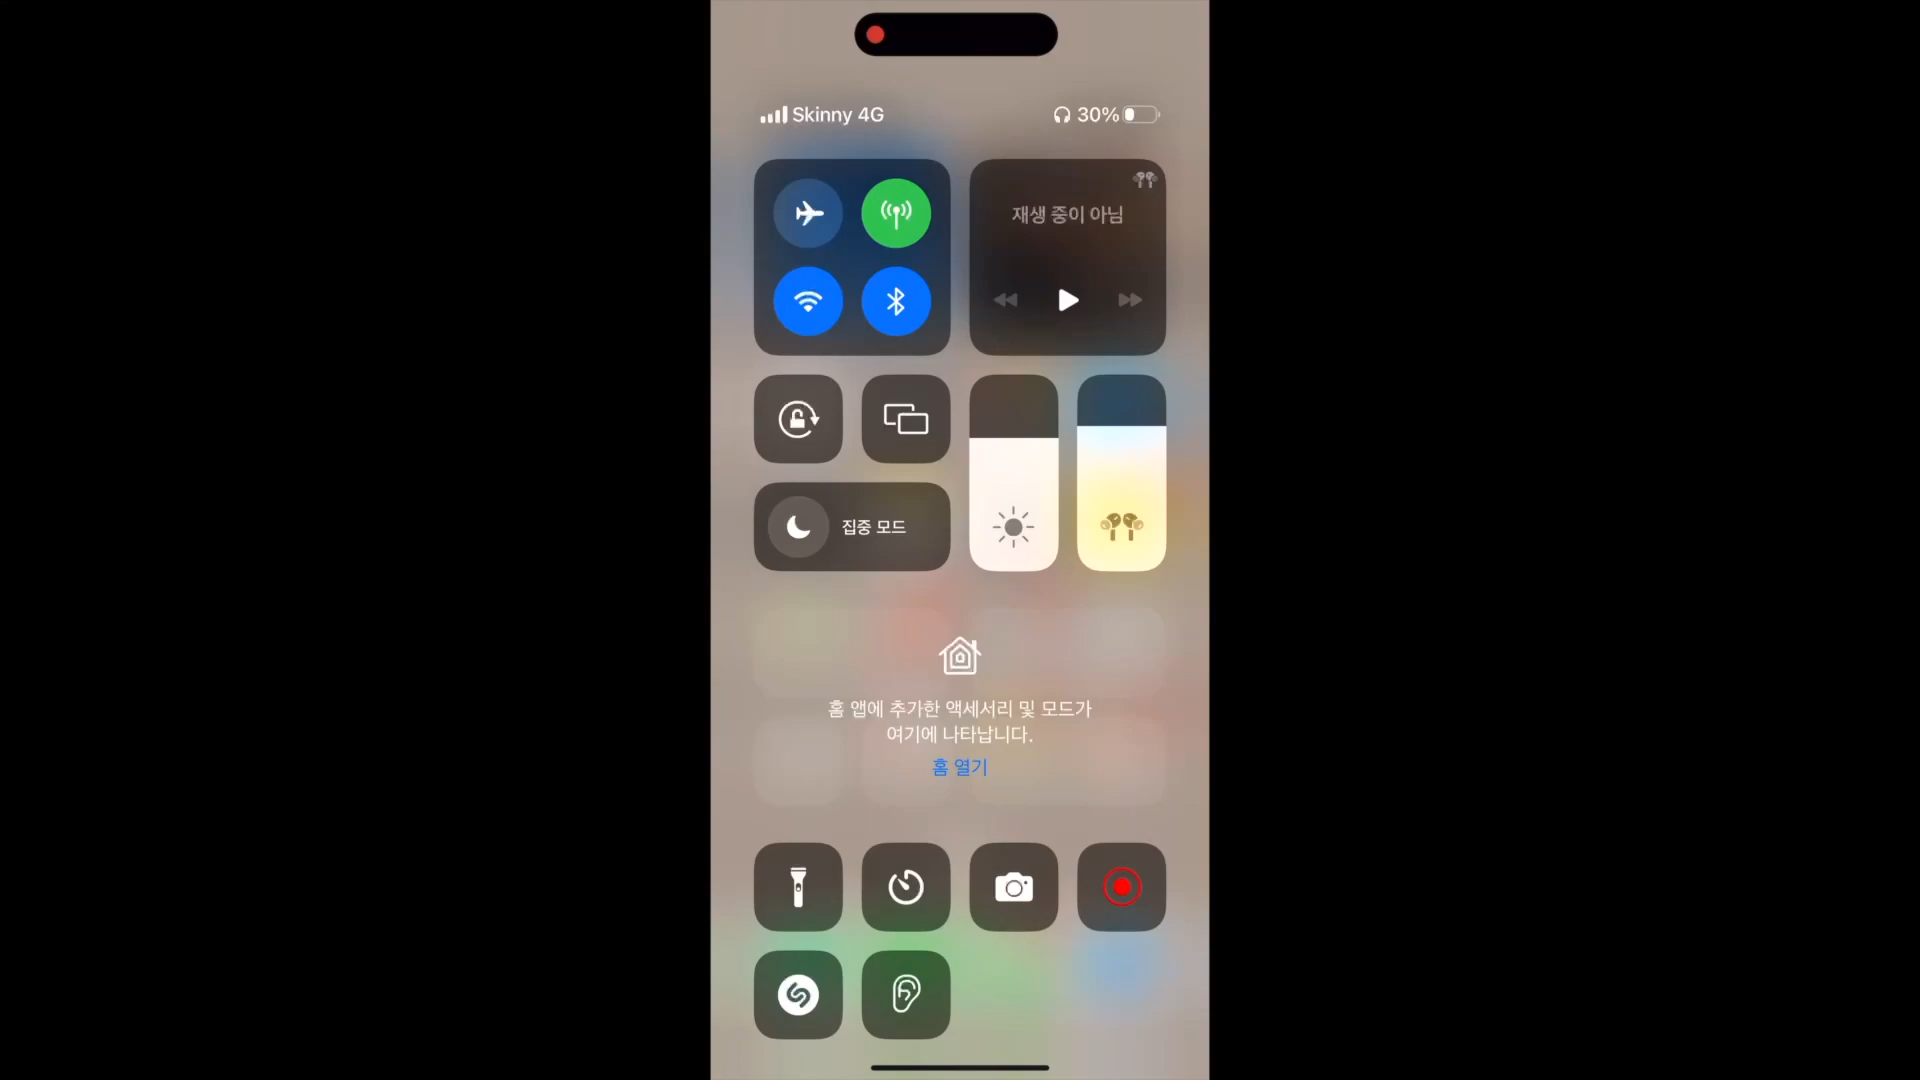 Skinny 4G
30%
재생 중이 아님
집중 모드
홈 앱에 추가한 액세서리 및 모드가
여기에 나타납니다.
홈 열기